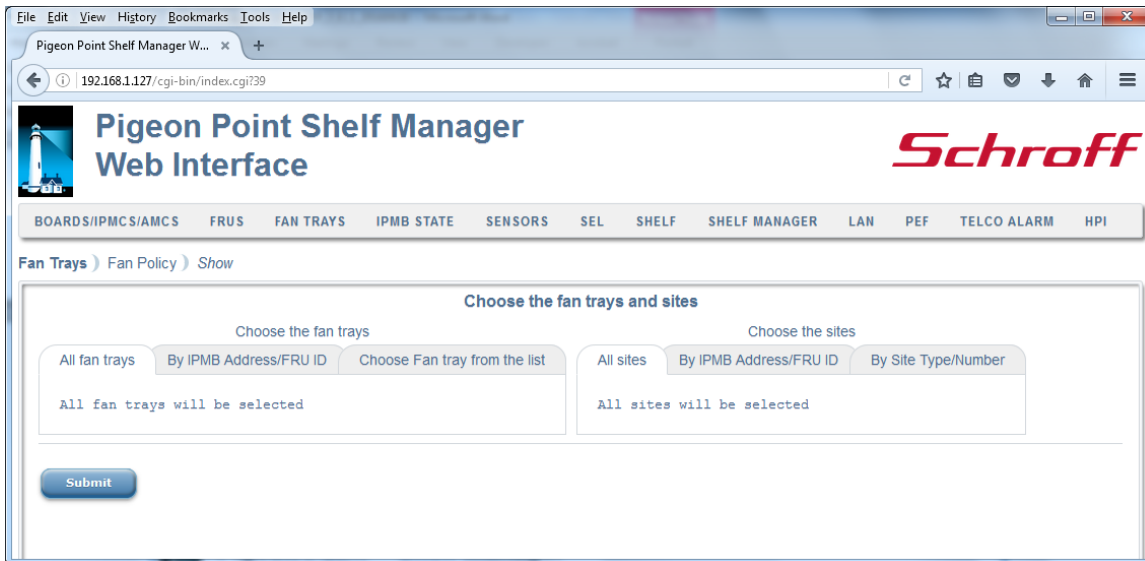 File Edit View History Bookmarks Tools Help
Pigeon Point Shelf Manager W... × +
192.168.1.127/cgi-bin/index.cgi?39
Pigeon Point Shelf Manager
Web Interface
Schroff
BOARDS/IPMCS/AMCS FRUS FAN TRAYS IPMB STATE SENSORS SEL SHELF SHELF MANAGER LAN PEF TELCO ALARM HPI
Fan Trays ) Fan Policy ) Show
Choose the fan trays and sites
Choose the fan trays Choose the sites
All fan trays By IPMB Address/FRU ID Choose Fan tray from the list All sites By IPMB Address/FRU ID By Site Type/Number
All fan trays will be selected All sites will be selected
Submit